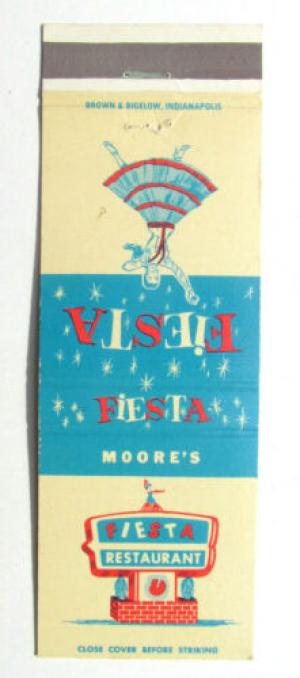 BROWN & BIGELOW, INDIANAPOLIS
FiESTA
FiESTA
MOORE'S
FIESTA
RESTAURANT
CLOSE COVER BEFORE STRIKING